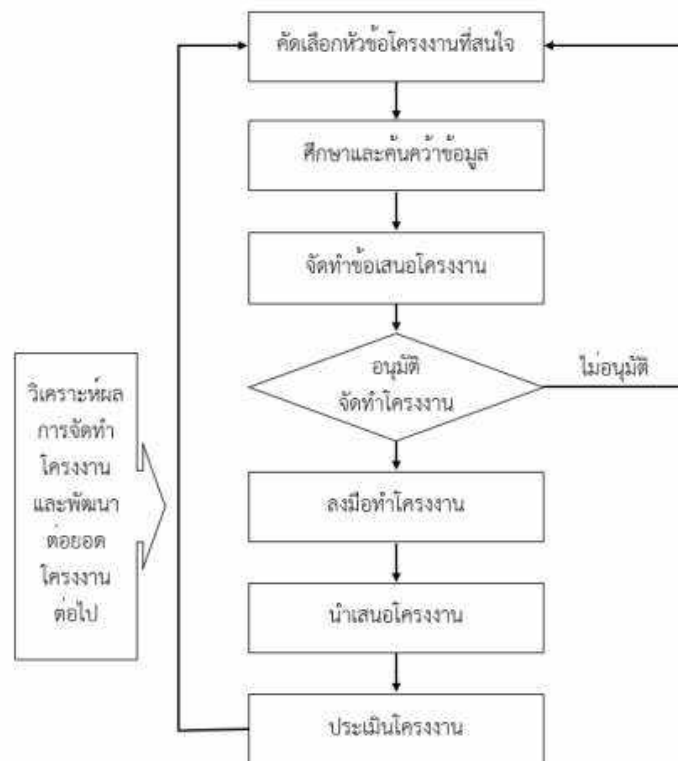 คัดเลือกหัวข้อโครงงานที่สนใจ
ศึกษาและค้นคว้าข้อมูล
จัดทำข้อเสนอโครงงาน
อนุมัติ
จัดทำโครงงาน
ไม่อนุมัติ
ลงมือทำโครงงาน
นำเสนอโครงงาน
ประเมินโครงงาน
วิเคราะห์ผล
การจัดทำ
โครงงาน
และพัฒนา
ต่อยอด
โครงงาน
ต่อไป